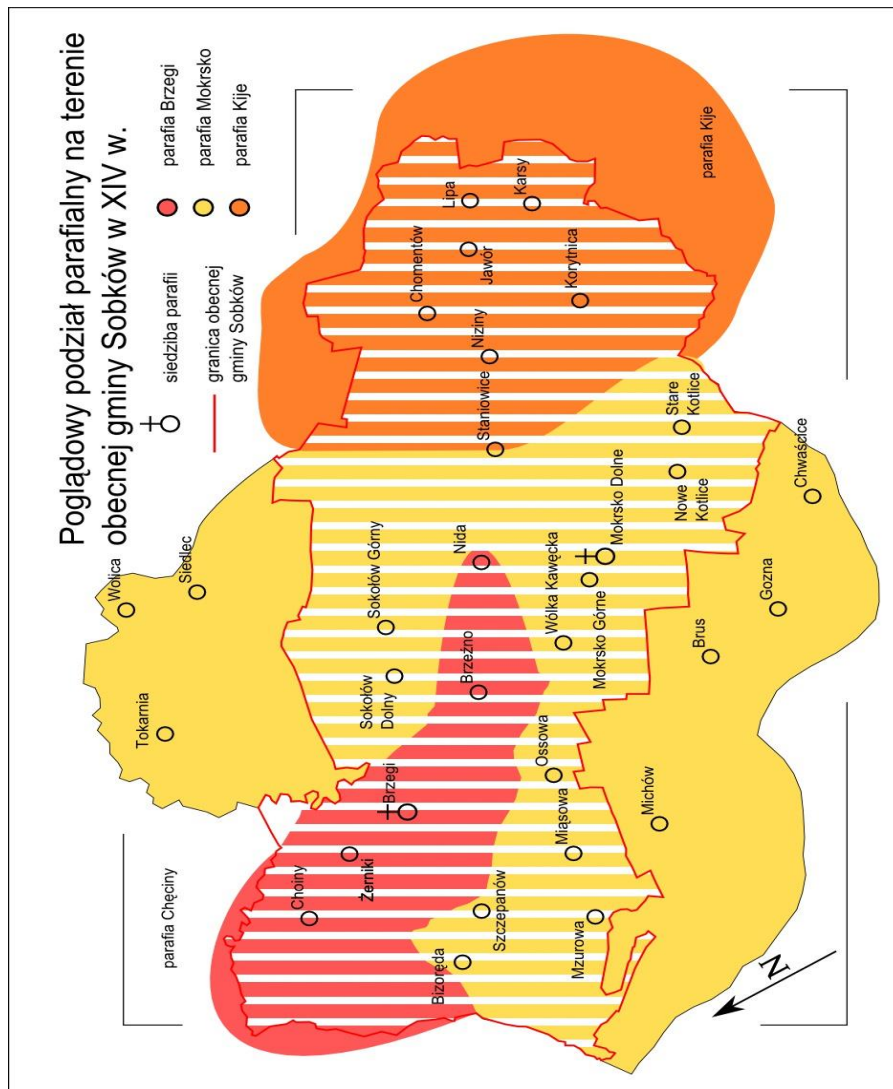 Poglądowy podział parafialny na terenie
obecnej gminy Sobków w XIV w.
siedziba parafii
granica obecnej
gminy Sobków
parafia Brzegi
parafia Mokrsko
parafia Kije
parafia Chęciny
parafia Kije
Wolica
Siedlec
Tokarnia
Choiny
Żerniki
Brzegi
Sokołów
Dolny
Sokołów Górny
Brzeźno
Nida
Bizoręda
Szczepanów
Mzurowa
Miąsowa
Ossowa
Wólka Kawęcka
Mokrsko Górne
Mokrsko Dolne
Nowe
Kotlice
Stare
Kotlice
Staniowice
Niziny
Chomentów
Jawór
Lipa
Karsy
Korytnica
Michów
Brus
Gozna
Chwaścice
N